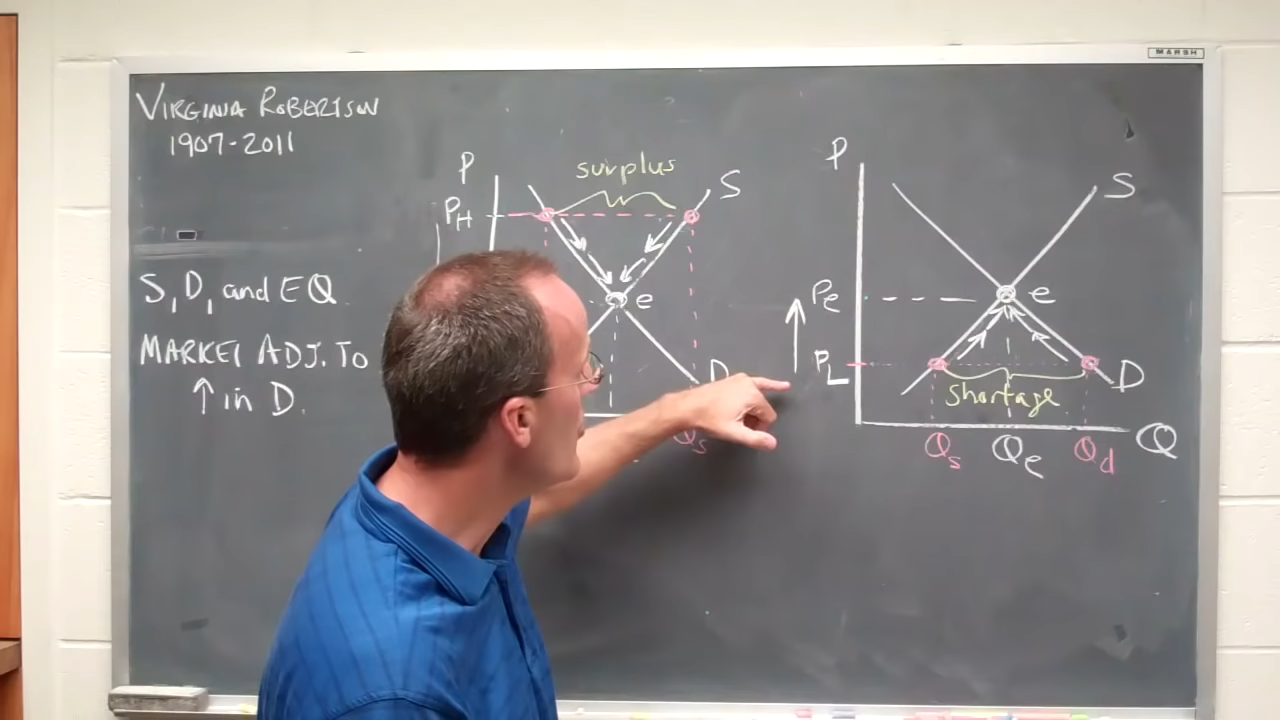 MARSH
VIRGINIA ROBERTSON
1907-2011
S, D, and EQ
MARKET ADJ. TO
↑ in D.
P
surplus
S
PH
e
D
Qs
P
S
Pe
e
PL
D
shortage
Qs Qe Qd Q